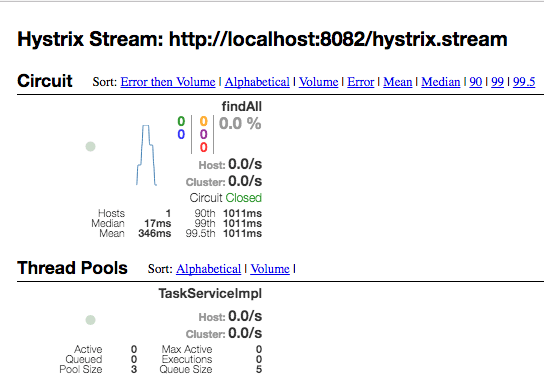 Hystrix Stream: http://localhost:8082/hystrix.stream
Circuit Sort: Error then Volume | Alphabetical | Volume | Error | Mean | Median | 90 | 99 | 99.5
findAll
0 0 0.0 %
0 0
0
Host: 0.0/s
Cluster: 0.0/s
Circuit Closed
Hosts 1 90th 1011ms
Median 17ms 99th 1011ms
Mean 346ms 99.5th 1011ms
Thread Pools Sort: Alphabetical | Volume |
TaskServiceImpl
Host: 0.0/s
Cluster: 0.0/s
Active 0 Max Active 0
Queued 0 Executions 0
Pool Size 3 Queue Size 5